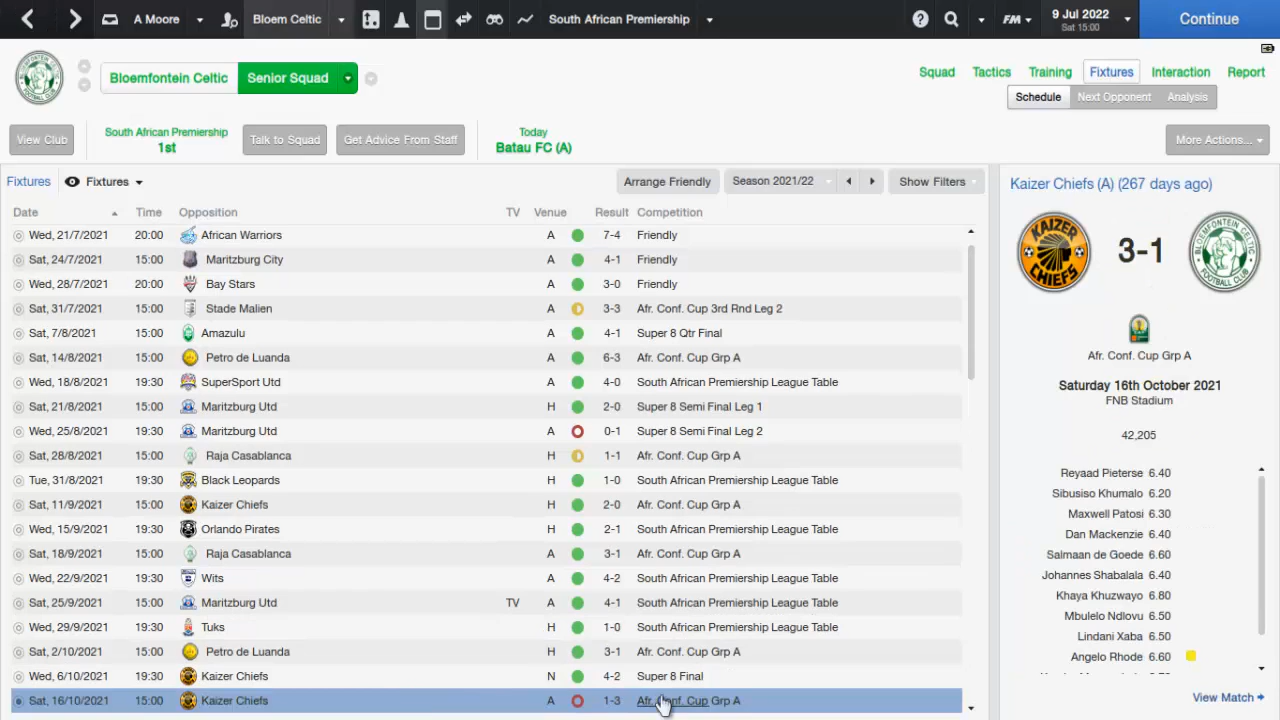 A Moore Bloem Celtic South African Premiership FM 9 Jul 2022 Sat 15:00 Continue
Bloemfontein Celtic Senior Squad
Squad Tactics Training Fixtures Interaction Report
Schedule Next Opponent Analysis
View Club South African Premiership 1st Talk to Squad Get Advice From Staff Today Batau FC (A) More Actions...
Fixtures Fixtures Arrange Friendly Season 2021/22 Show Filters
Date Time Opposition TV Venue Result Competition
Wed, 21/7/2021 20:00 African Warriors A 7-4 Friendly
Sat, 24/7/2021 15:00 Maritzburg City A 4-1 Friendly
Wed, 28/7/2021 20:00 Bay Stars A 3-0 Friendly
Sat, 31/7/2021 15:00 Stade Malien A 3-3 Afr. Conf. Cup 3rd Rnd Leg 2
Sat, 7/8/2021 15:00 Amazulu A 4-1 Super 8 Qtr Final
Sat, 14/8/2021 15:00 Petro de Luanda A 6-3 Afr. Conf. Cup Grp A
Wed, 18/8/2021 19:30 SuperSport Utd A 4-0 South African Premiership League Table
Sat, 21/8/2021 15:00 Maritzburg Utd H 2-0 Super 8 Semi Final Leg 1
Wed, 25/8/2021 19:30 Maritzburg Utd A 0-1 Super 8 Semi Final Leg 2
Sat, 28/8/2021 15:00 Raja Casablanca H 1-1 Afr. Conf. Cup Grp A
Tue, 31/8/2021 19:30 Black Leopards H 1-0 South African Premiership League Table
Sat, 11/9/2021 15:00 Kaizer Chiefs H 2-0 Afr. Conf. Cup Grp A
Wed, 15/9/2021 19:30 Orlando Pirates H 2-1 South African Premiership League Table
Sat, 18/9/2021 15:00 Raja Casablanca A 3-1 Afr. Conf. Cup Grp A
Wed, 22/9/2021 19:30 Wits A 4-2 South African Premiership League Table
Sat, 25/9/2021 15:00 Maritzburg Utd TV A 4-1 South African Premiership League Table
Wed, 29/9/2021 19:30 Tuks H 1-0 South African Premiership League Table
Sat, 2/10/2021 15:00 Petro de Luanda H 3-1 Afr. Conf. Cup Grp A
Wed, 6/10/2021 19:30 Kaizer Chiefs N 4-2 Super 8 Final
Sat, 16/10/2021 15:00 Kaizer Chiefs A 1-3 Afr. Conf. Cup Grp A
Kaizer Chiefs (A) (267 days ago)
KAIZER CHIEFS 3-1
Afr. Conf. Cup Grp A
Saturday 16th October 2021
FNB Stadium
42,205
Reyaad Pieterse 6.40
Sibusiso Khumalo 6.20
Maxwell Patosi 6.30
Dan Mackenzie 6.40
Salmaan de Goede 6.60
Johannes Shabalala 6.40
Khaya Khuzwayo 6.80
Mbulelo Ndlovu 6.50
Lindani Xaba 6.50
Angelo Rhode 6.60
View Match